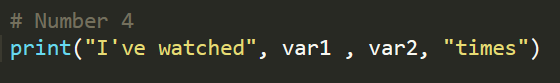 # Number 4
print("I've watched", var1 , var2, "times")